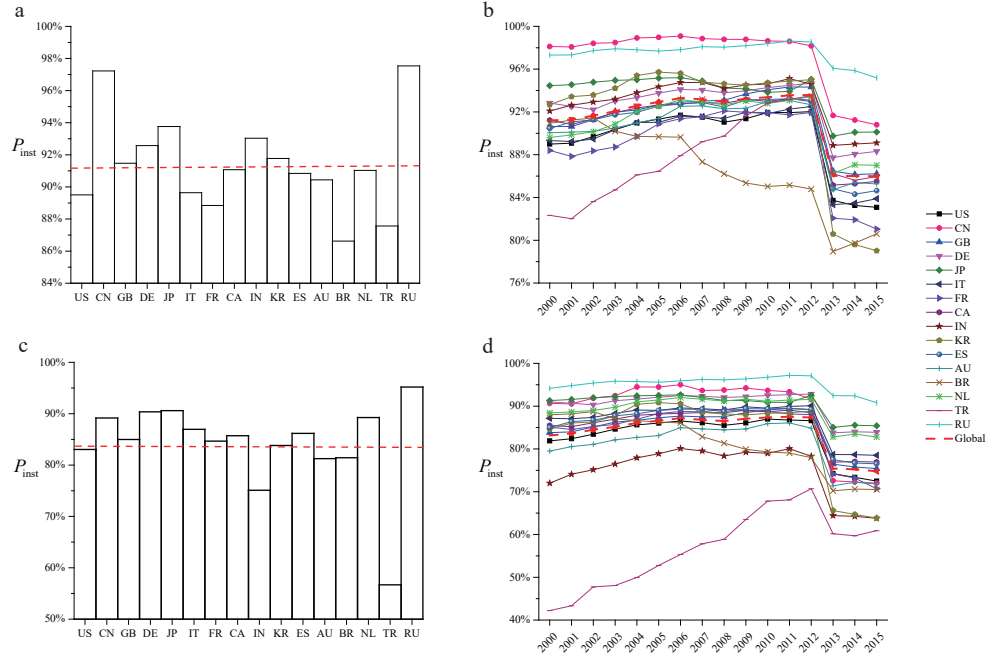 a
100%
98%
96%
94%
92%
90%
88%
86%
84%
P_inst
US CN GB DE JP IT FR CA IN KR ES AU BR NL TR RU
b
100%
96%
92%
88%
84%
80%
76%
P_inst
2000 2001 2002 2003 2004 2005 2006 2007 2008 2009 2010 2011 2012 2013 2014 2015
c
100%
90%
80%
70%
60%
50%
P_inst
US CN GB DE JP IT FR CA IN KR ES AU BR NL TR RU
d
100%
90%
80%
70%
60%
50%
40%
P_inst
2000 2001 2002 2003 2004 2005 2006 2007 2008 2009 2010 2011 2012 2013 2014 2015
US
CN
GB
DE
JP
IT
FR
CA
IN
KR
ES
AU
BR
NL
TR
RU
Global